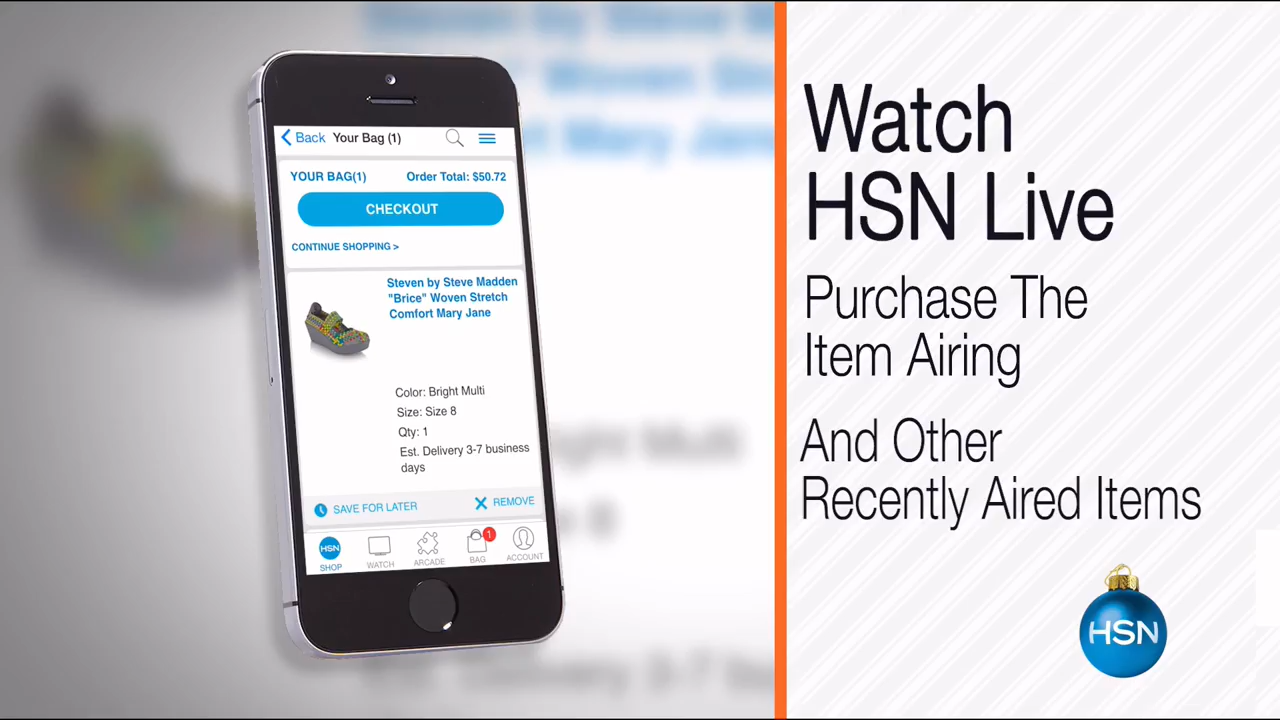 Back Your Bag (1)
YOUR BAG(1) Order Total: $50.72
CHECKOUT
CONTINUE SHOPPING >
Steven by Steve Madden
"Brice" Woven Stretch
Comfort Mary Jane
Color: Bright Multi
Size: Size 8
Qty: 1
Est. Delivery 3-7 business
days
SAVE FOR LATER REMOVE
HSN 1
SHOP WATCH ARCADE BAG ACCOUNT
Watch
HSN Live
Purchase The
Item Airing
And Other
Recently Aired Items
HSN